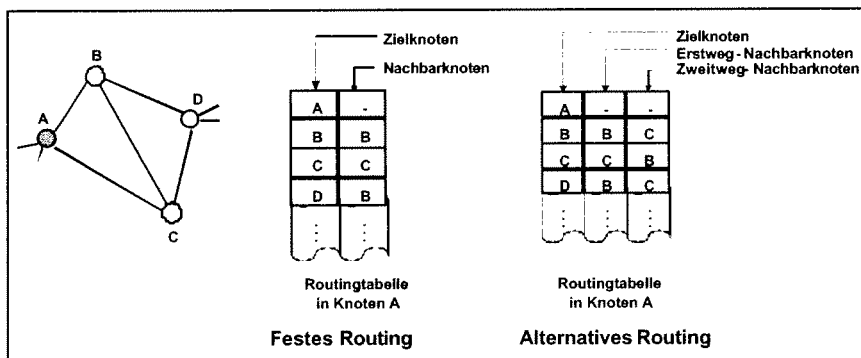 B
A
D
C
Zielknoten
Nachbarknoten
A -
B B
C C
D B
Routingtabelle
in Knoten A
Festes Routing
Zielknoten
Erstweg - Nachbarknoten
Zweitweg- Nachbarknoten
A - -
B B C
C C B
D B C
Routingtabelle
in Knoten A
Alternatives Routing